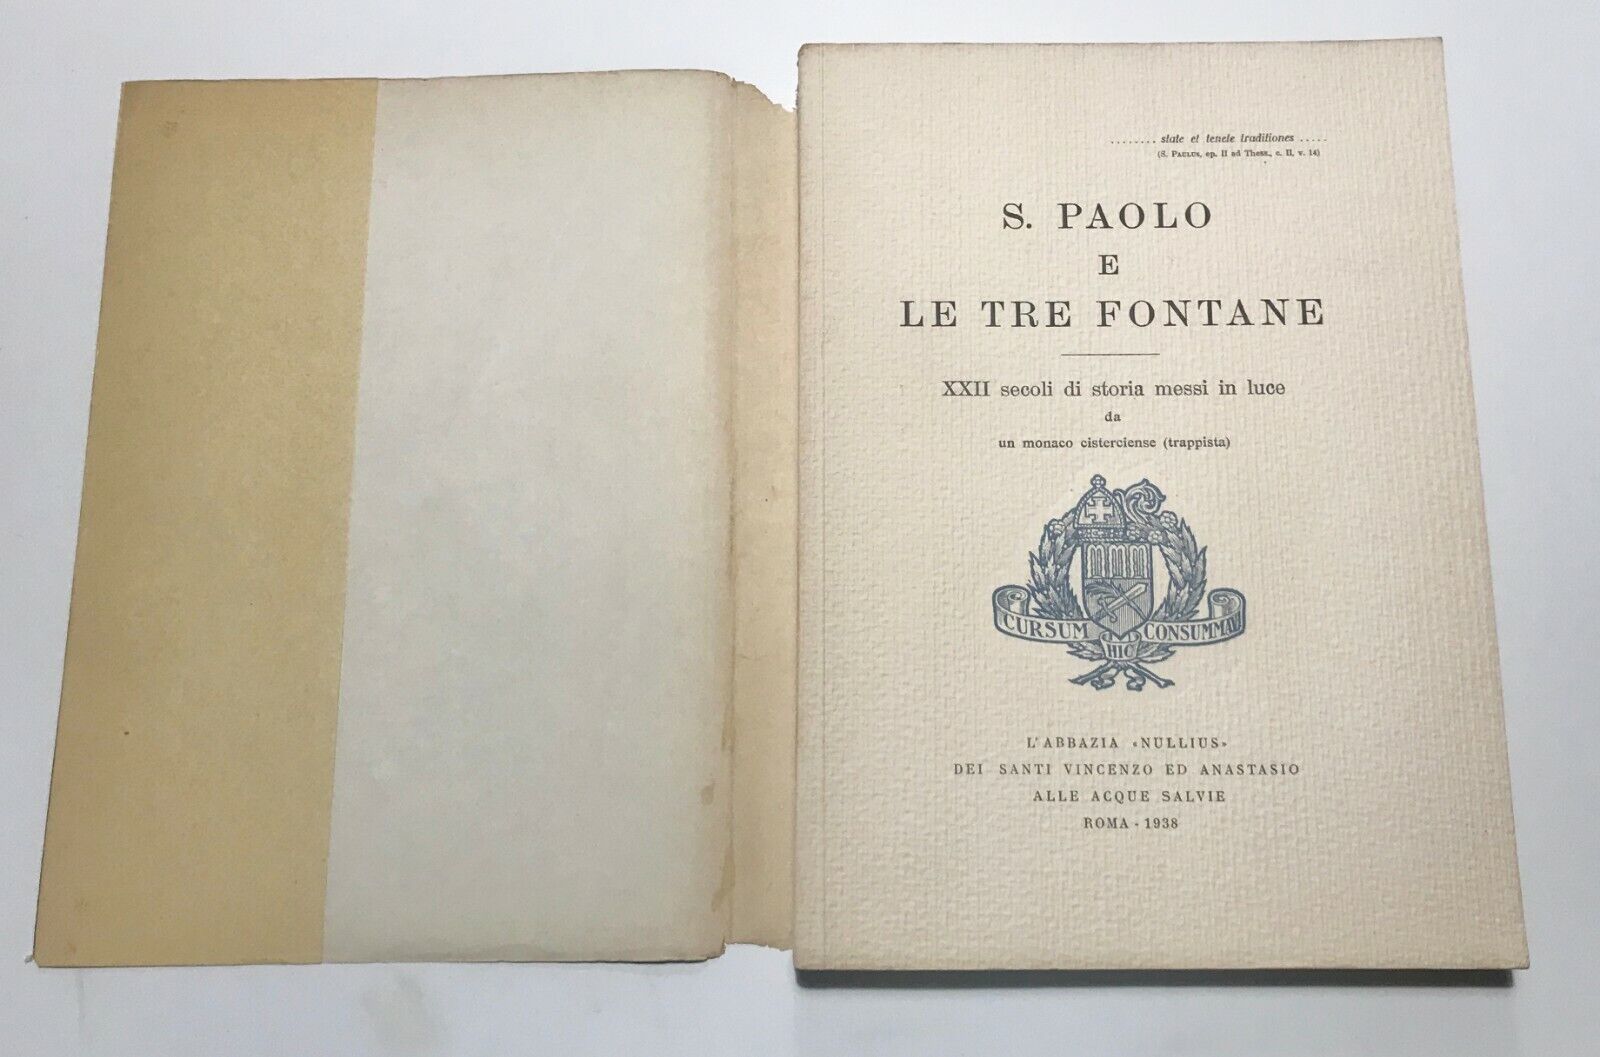 ........ state et tenete traditiones .....
(S. PAULUS, ep. II ad Thess., c. II, v. 14)
S. PAOLO
E
LE TRE FONTANE
XXII secoli di storia messi in luce
da
un monaco cisterciense (trappista)
CURSUM CONSUMMAVI
HIC
L'ABBAZIA «NULLIUS»
DEI SANTI VINCENZO ED ANASTASIO
ALLE ACQUE SALVIE
ROMA - 1938